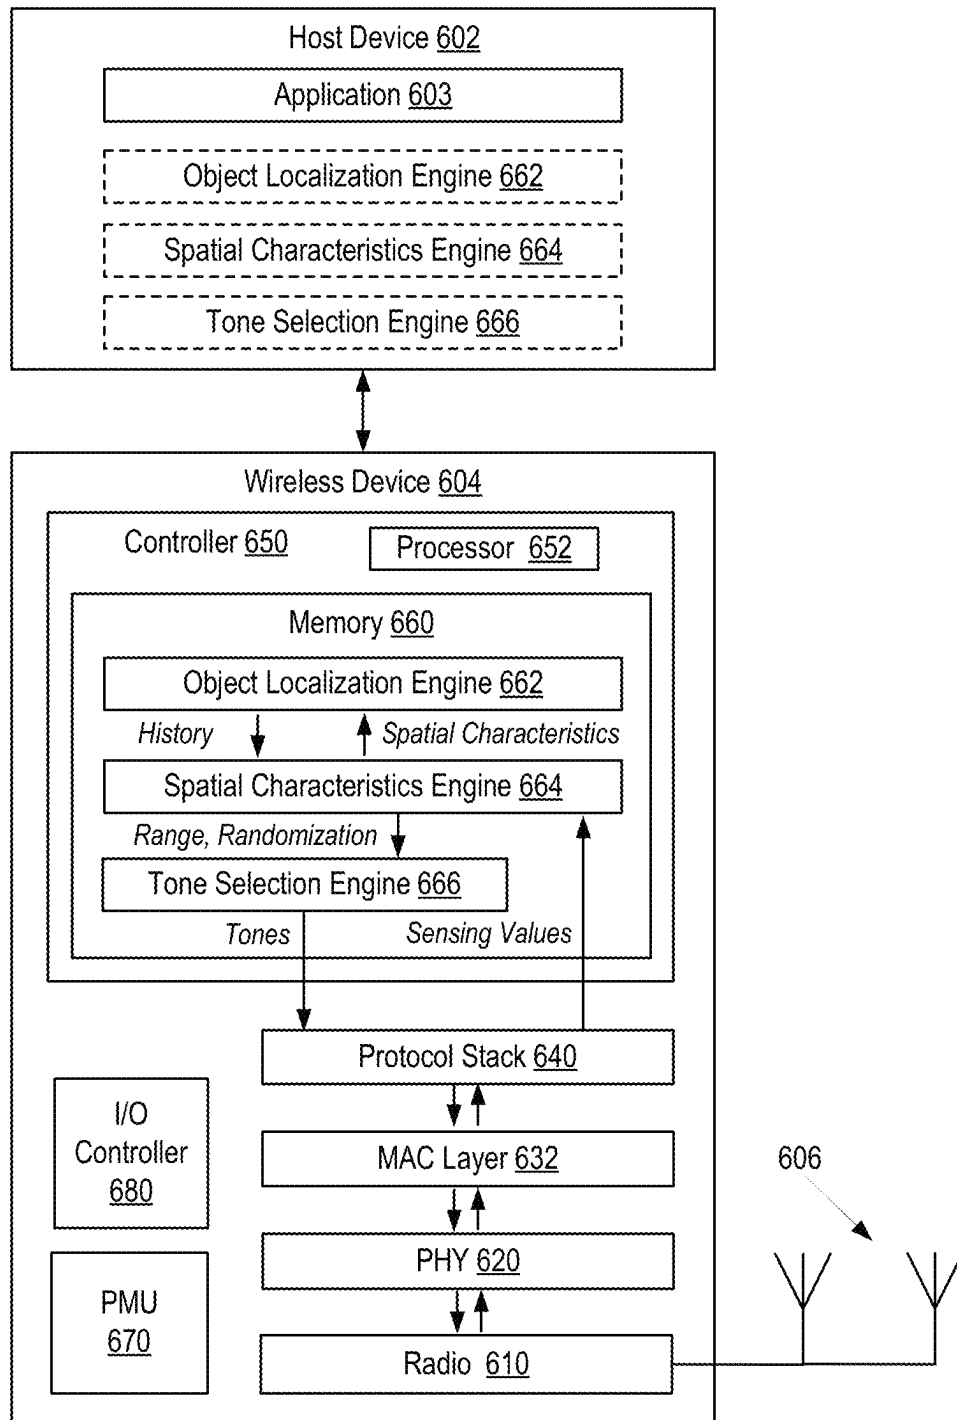 Host Device 602
Application 603
Object Localization Engine 662
Spatial Characteristics Engine 664
Tone Selection Engine 666
Wireless Device 604
Controller 650
Processor 652
Memory 660
Object Localization Engine 662
History
Spatial Characteristics
Spatial Characteristics Engine 664
Range, Randomization
Tone Selection Engine 666
Tones
Sensing Values
Protocol Stack 640
I/O
Controller
680
MAC Layer 632
606
PHY 620
PMU
670
Radio 610